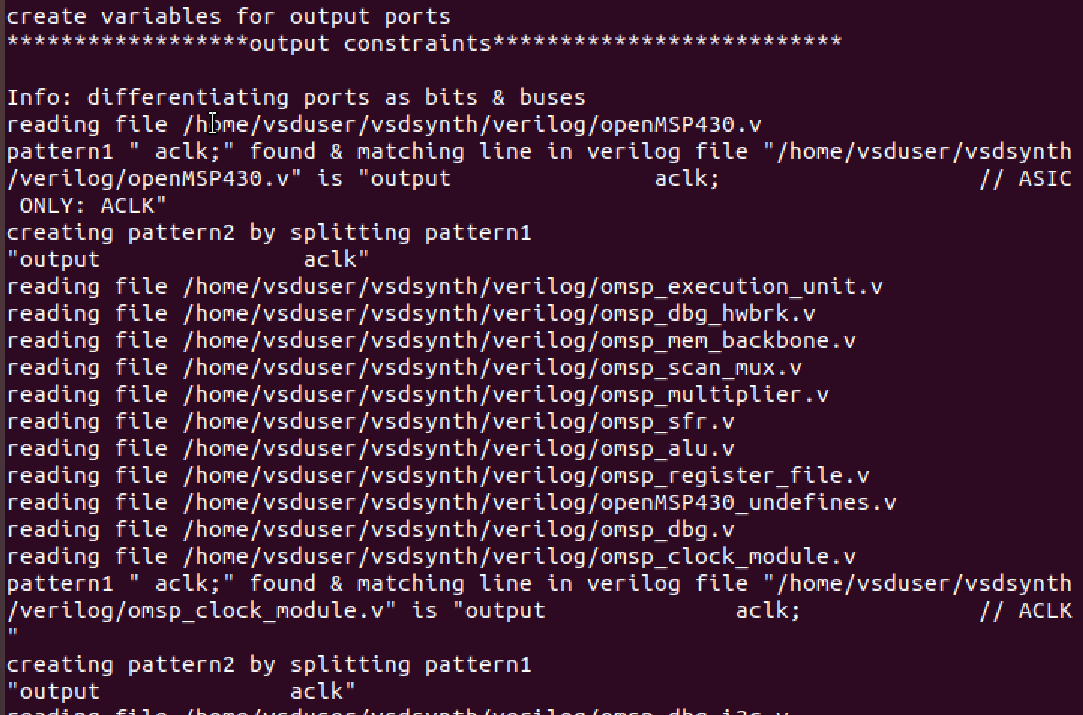 create variables for output ports
******************output constraints**************************
Info: differentiating ports as bits & buses
reading file /home/vsduser/vsdsynth/verilog/openMSP430.v
pattern1 " aclk;" found & matching line in verilog file "/home/vsduser/vsdsynth
/verilog/openMSP430.v" is "output               aclk;                   // ASIC
 ONLY: ACLK"
creating pattern2 by splitting pattern1
"output               aclk"
reading file /home/vsduser/vsdsynth/verilog/omsp_execution_unit.v
reading file /home/vsduser/vsdsynth/verilog/omsp_dbg_hwbrk.v
reading file /home/vsduser/vsdsynth/verilog/omsp_mem_backbone.v
reading file /home/vsduser/vsdsynth/verilog/omsp_scan_mux.v
reading file /home/vsduser/vsdsynth/verilog/omsp_multiplier.v
reading file /home/vsduser/vsdsynth/verilog/omsp_sfr.v
reading file /home/vsduser/vsdsynth/verilog/omsp_alu.v
reading file /home/vsduser/vsdsynth/verilog/omsp_register_file.v
reading file /home/vsduser/vsdsynth/verilog/openMSP430_undefines.v
reading file /home/vsduser/vsdsynth/verilog/omsp_dbg.v
reading file /home/vsduser/vsdsynth/verilog/omsp_clock_module.v
pattern1 " aclk;" found & matching line in verilog file "/home/vsduser/vsdsynth
/verilog/omsp_clock_module.v" is "output              aclk;             // ACLK
"
creating pattern2 by splitting pattern1
"output              aclk"
reading file /home/vsduser/vsdsynth/verilog/omsp_dbg_i2c.v